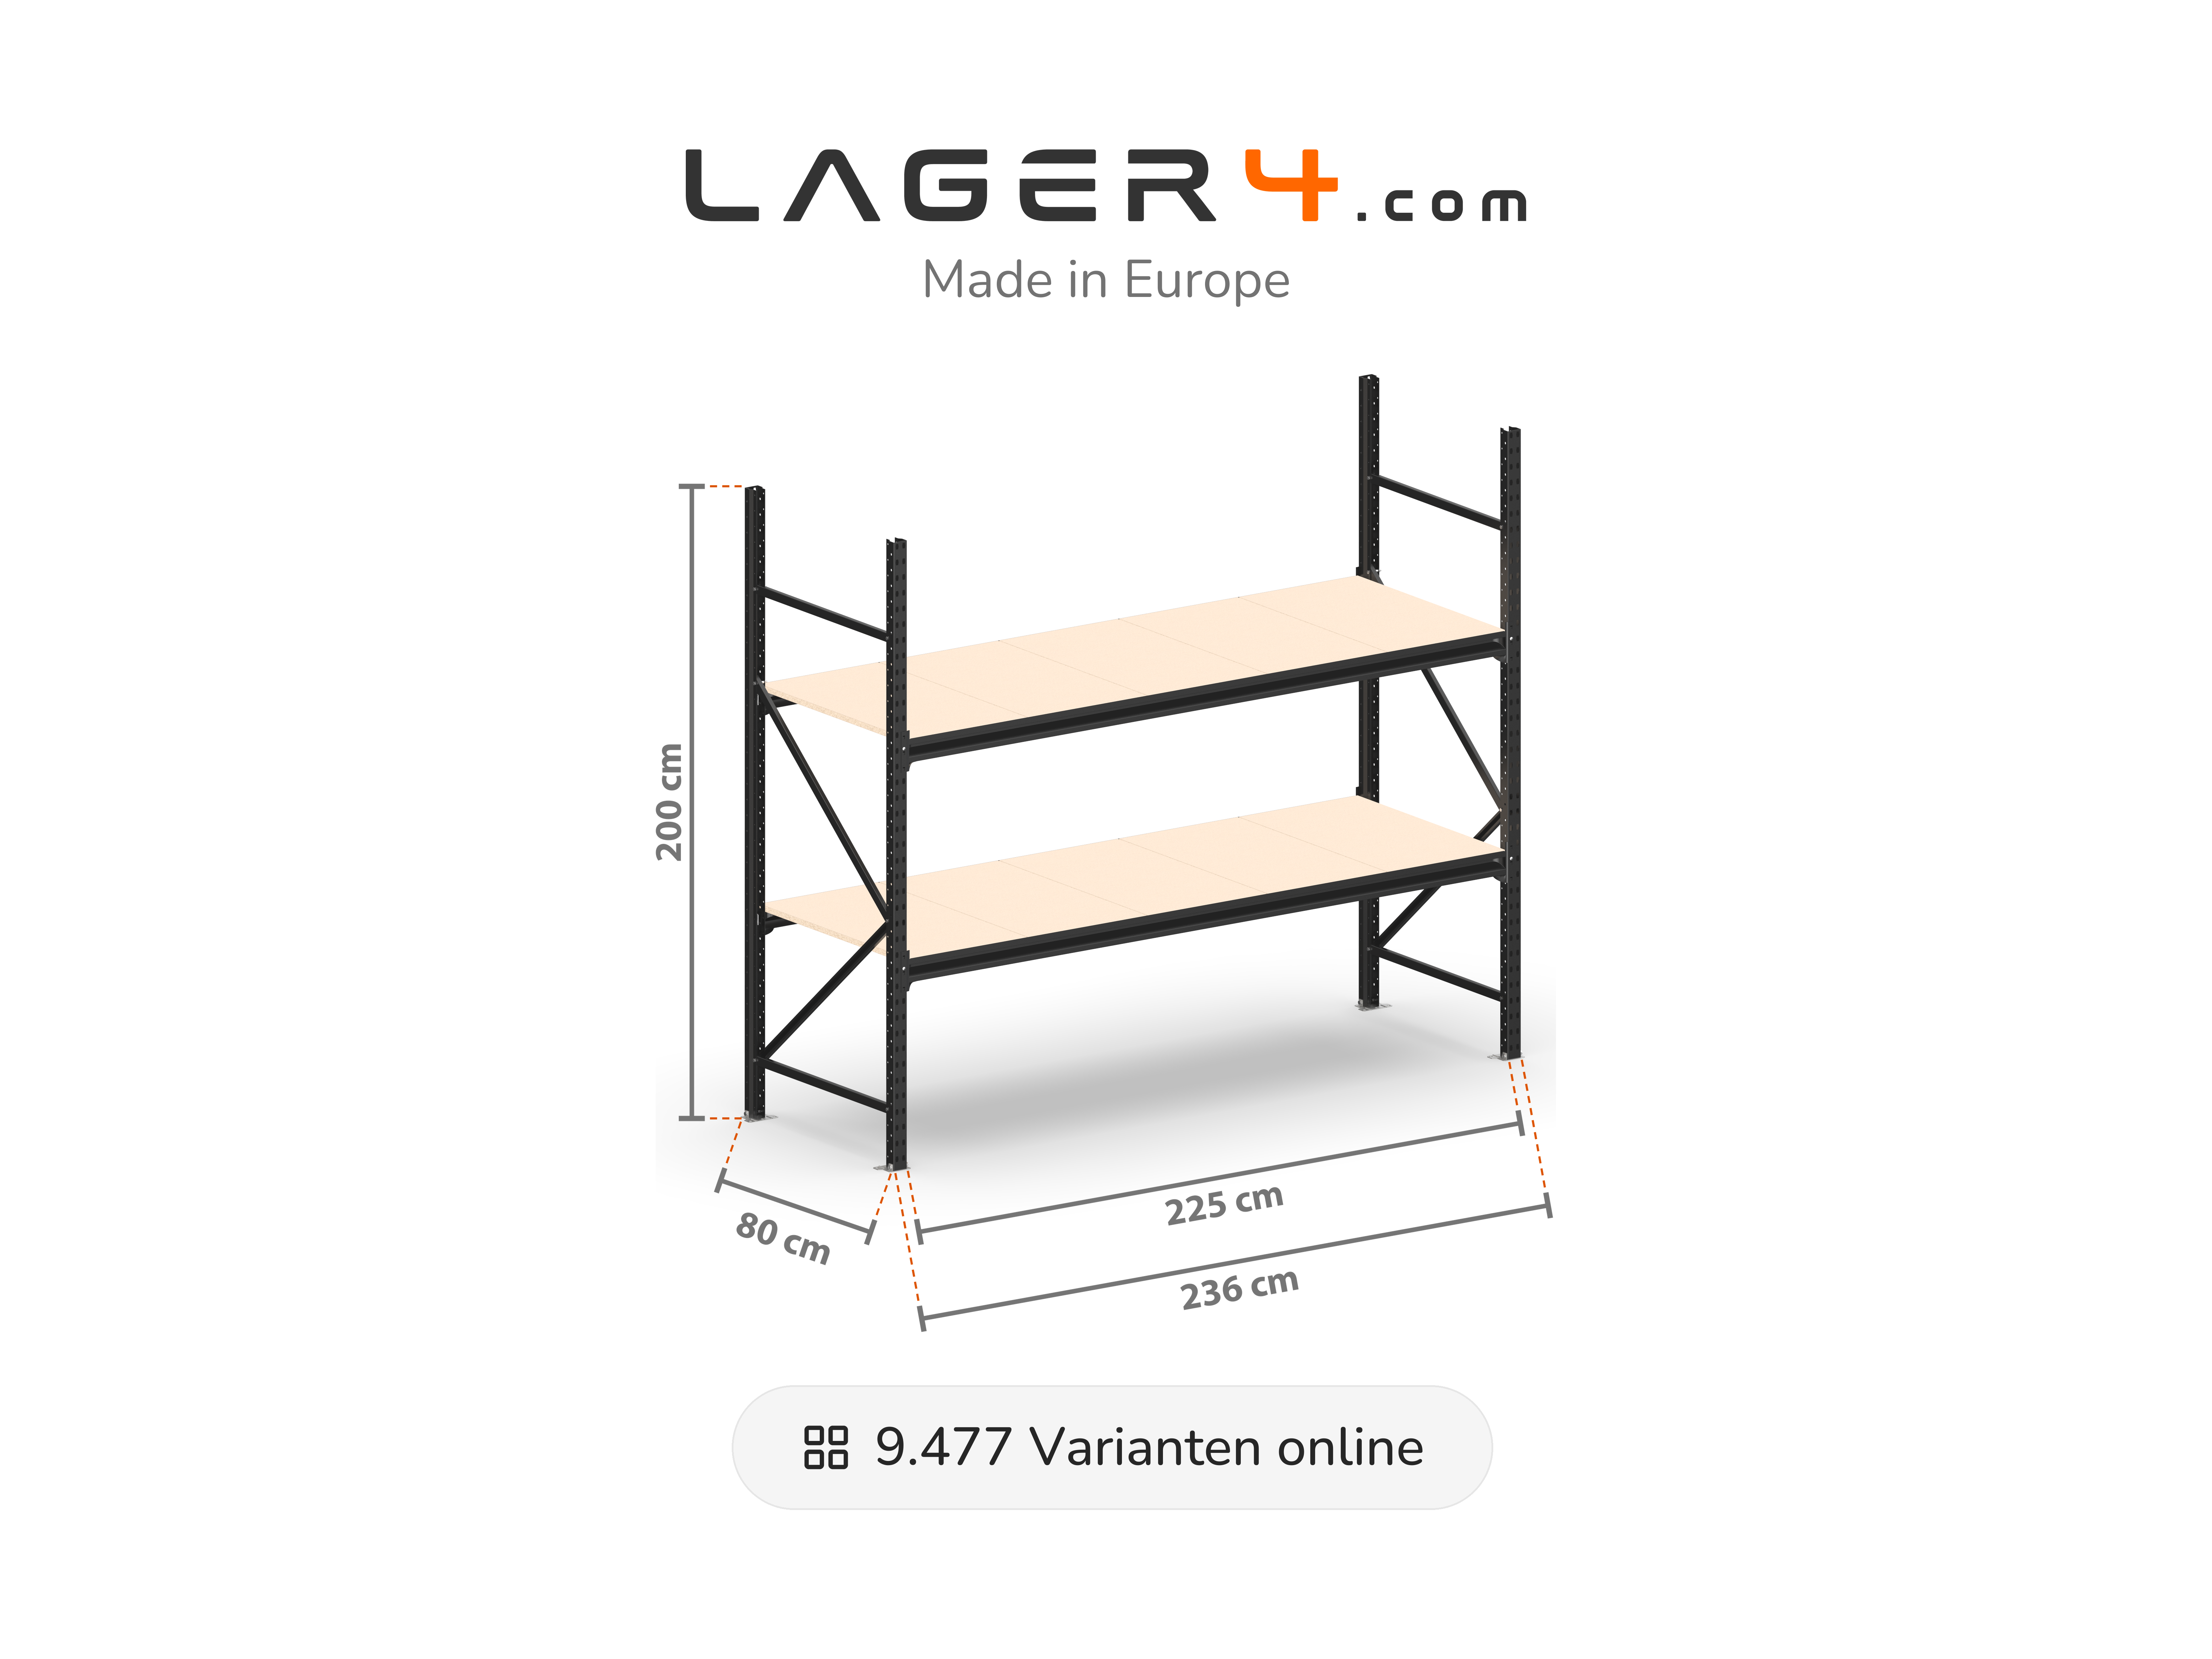 LAGER4.com
Made in Europe
200 cm
80 cm
225 cm
236 cm
9.477 Varianten online